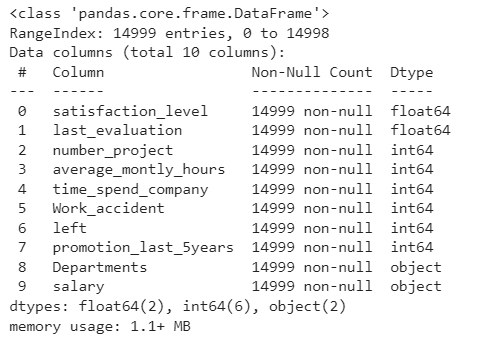 <class 'pandas.core.frame.DataFrame'>
RangeIndex: 14999 entries, 0 to 14998
Data columns (total 10 columns):
 #   Column                 Non-Null Count  Dtype
---  ------                 --------------  -----
 0   satisfaction_level     14999 non-null  float64
 1   last_evaluation        14999 non-null  float64
 2   number_project         14999 non-null  int64
 3   average_montly_hours   14999 non-null  int64
 4   time_spend_company     14999 non-null  int64
 5   Work_accident          14999 non-null  int64
 6   left                   14999 non-null  int64
 7   promotion_last_5years  14999 non-null  int64
 8   Departments            14999 non-null  object
 9   salary                 14999 non-null  object
dtypes: float64(2), int64(6), object(2)
memory usage: 1.1+ MB